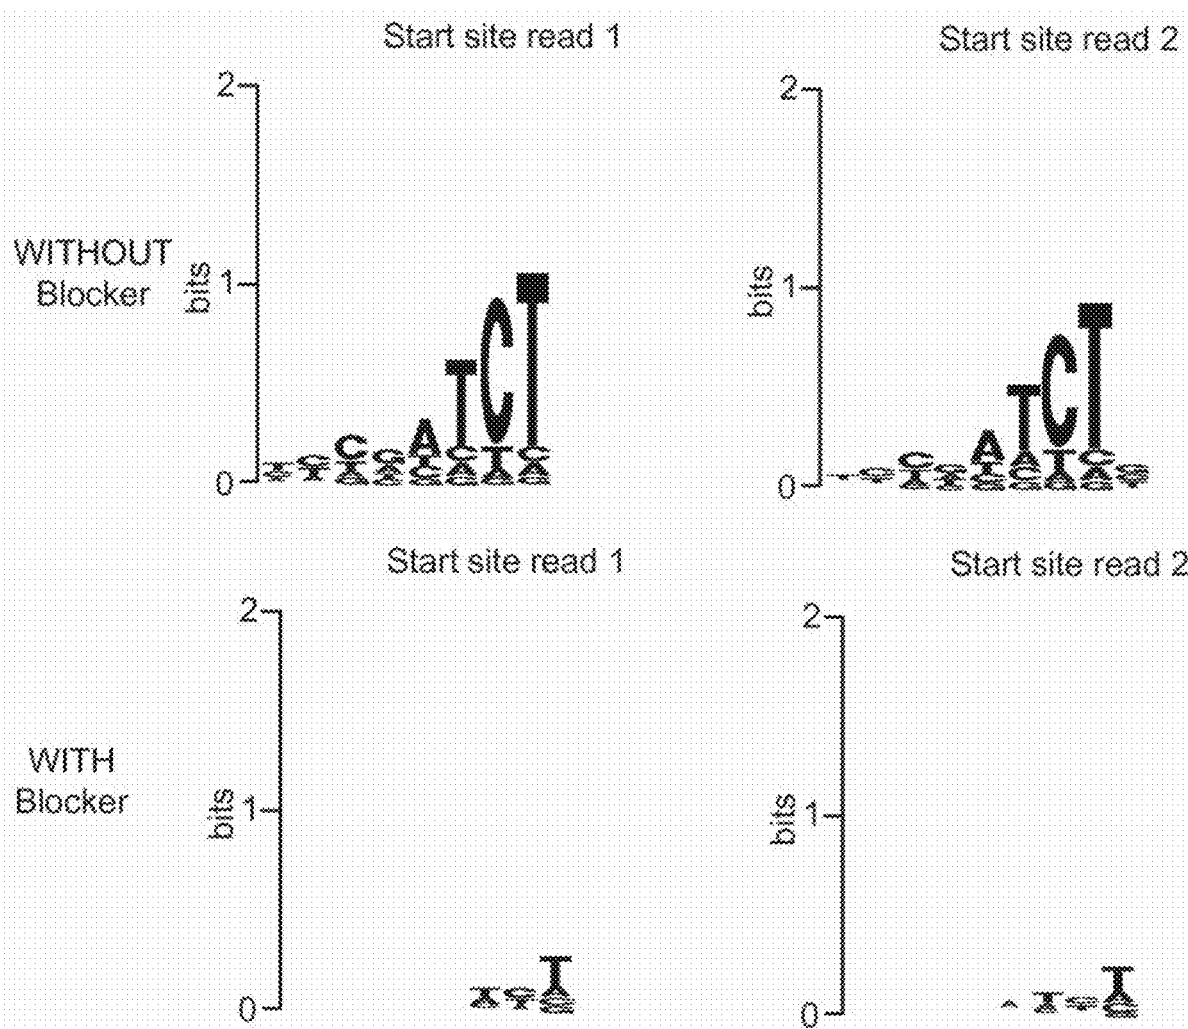 Start site read 1
Start site read 2
2
1
0
bits
WITHOUT
Blocker
A
T
C
T
2
1
0
bits
A
T
C
T
Start site read 1
Start site read 2
2
1
0
bits
WITH
Blocker
T
2
1
0
bits
T